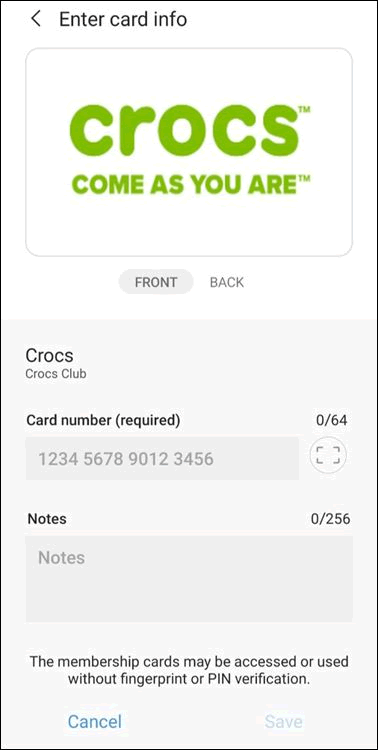 Enter card info
crocs™
COME AS YOU ARE™
FRONT BACK
Crocs
Crocs Club
Card number (required) 0/64
1234 5678 9012 3456
Notes 0/256
Notes
The membership cards may be accessed or used
without fingerprint or PIN verification.
Cancel Save